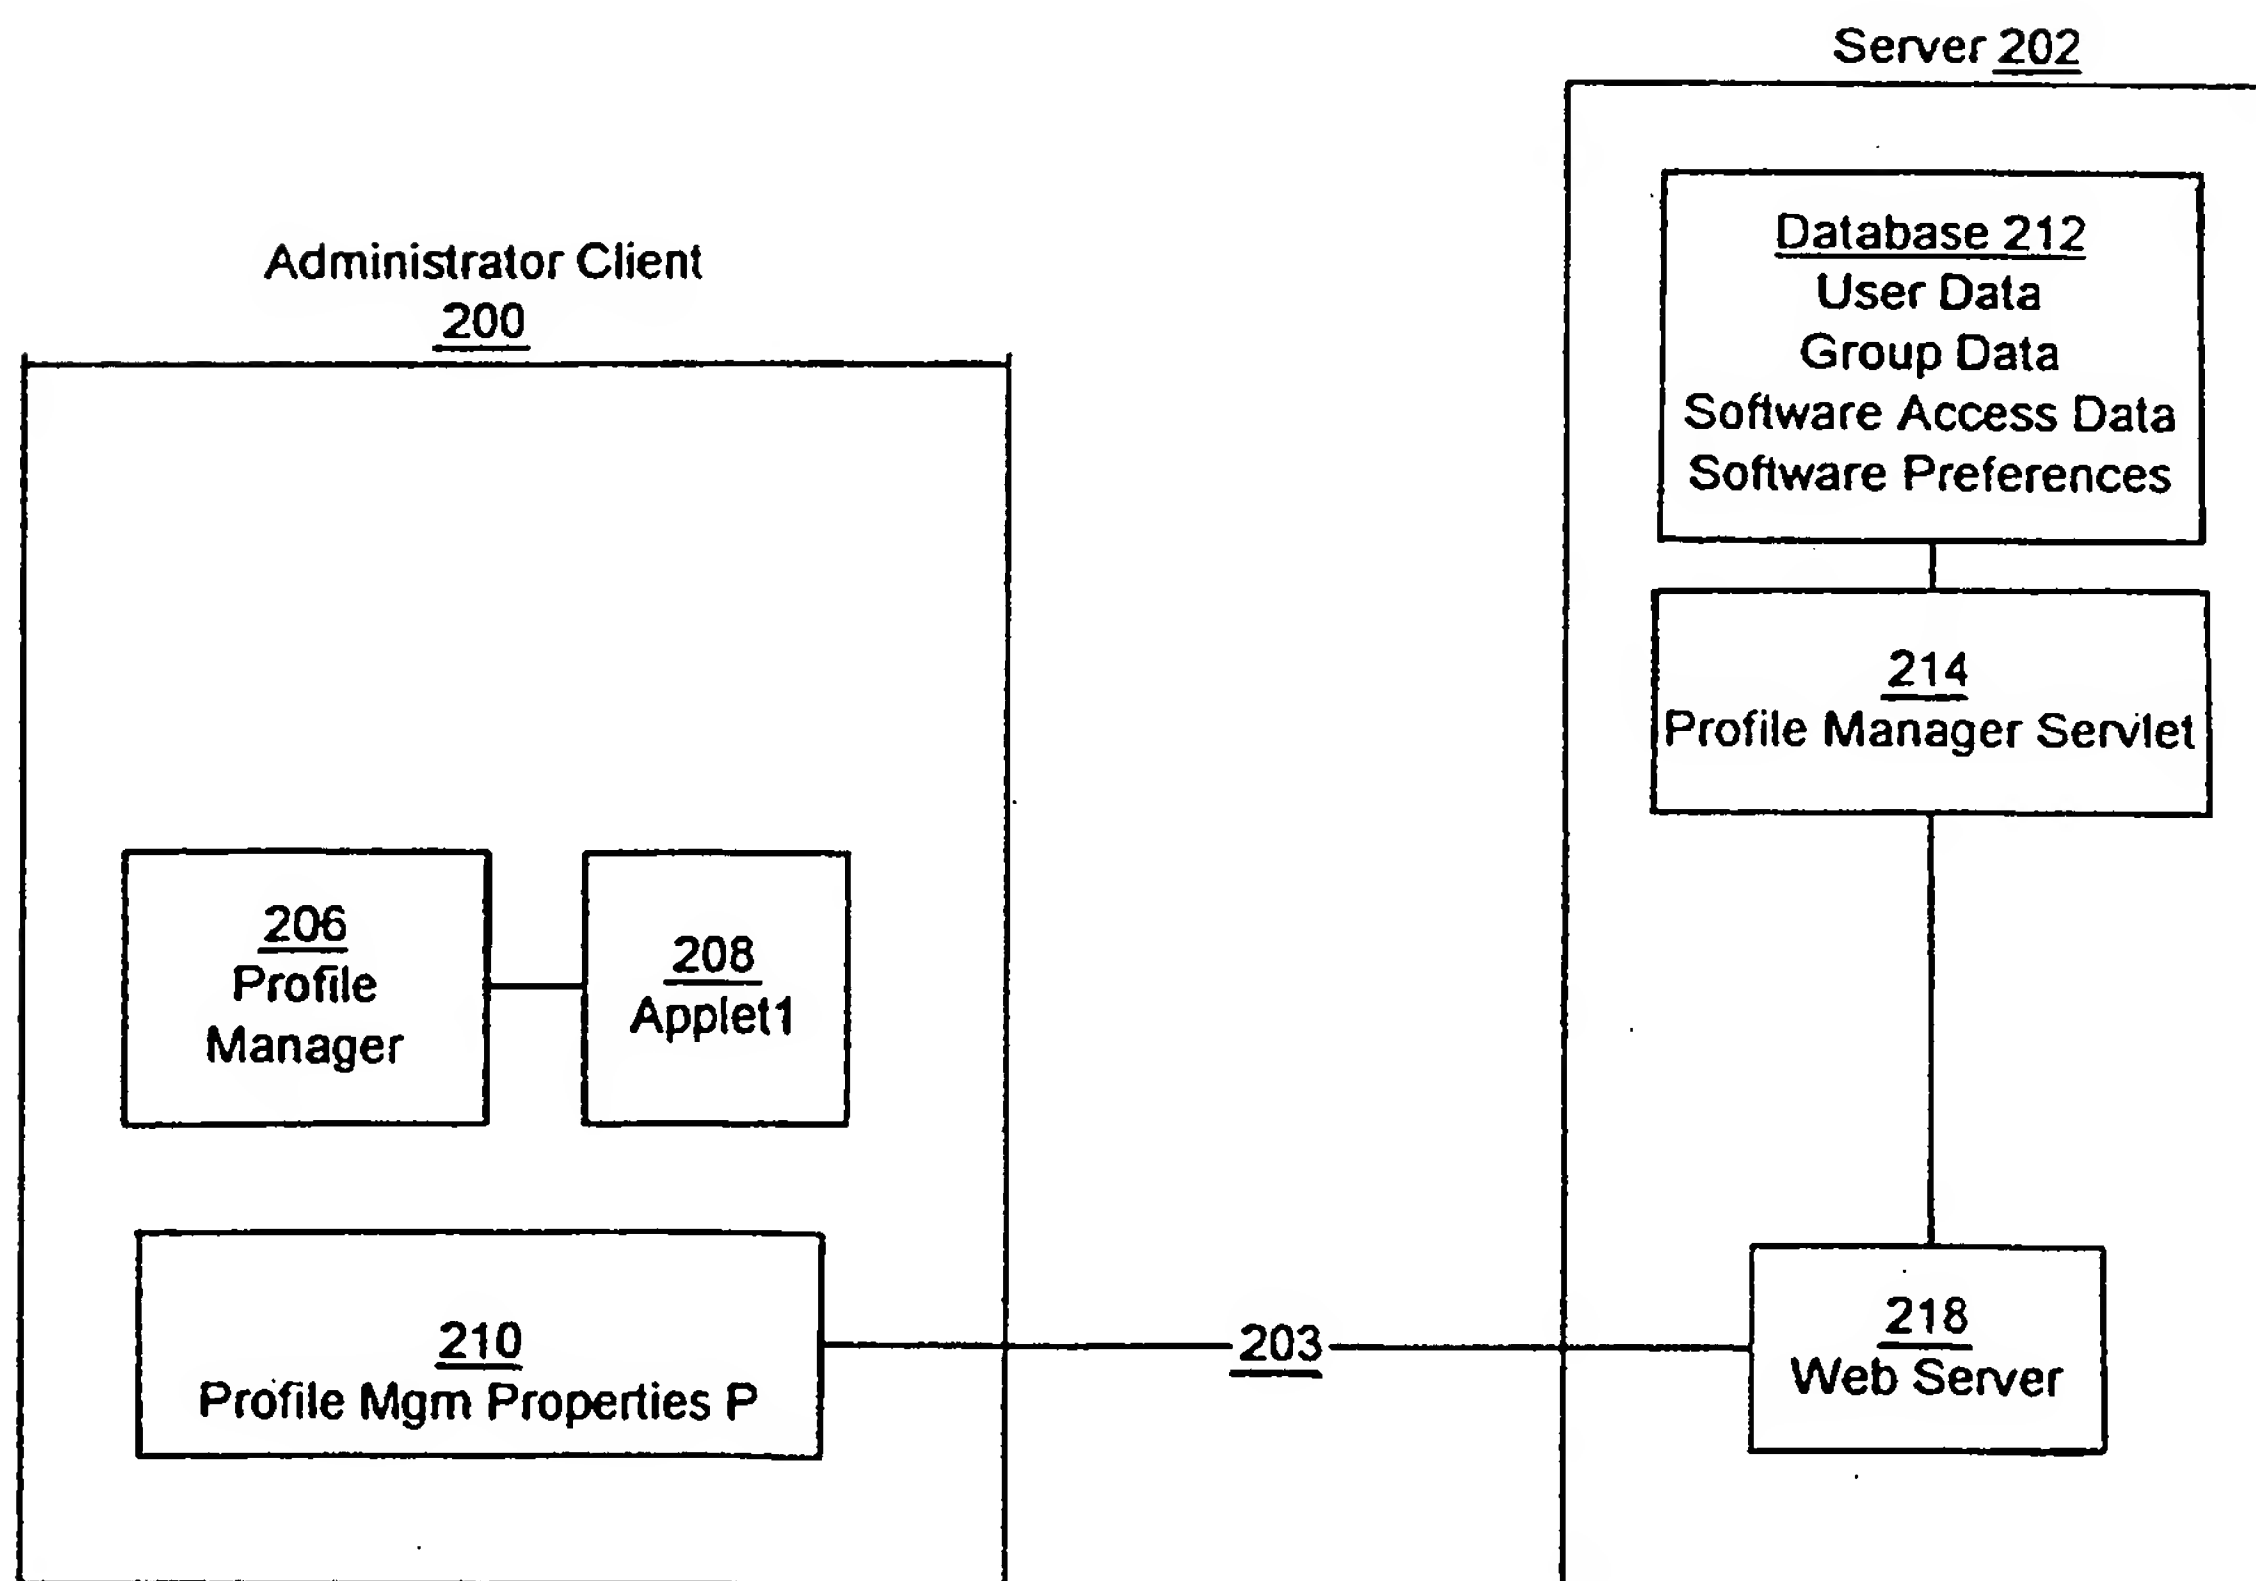 Server 202
Database 212
User Data
Group Data
Software Access Data
Software Preferences
214
Profile Manager Servlet
Administrator Client
200
206
Profile
Manager
208
Applet1
210
Profile Mgm Properties P
203
218
Web Server